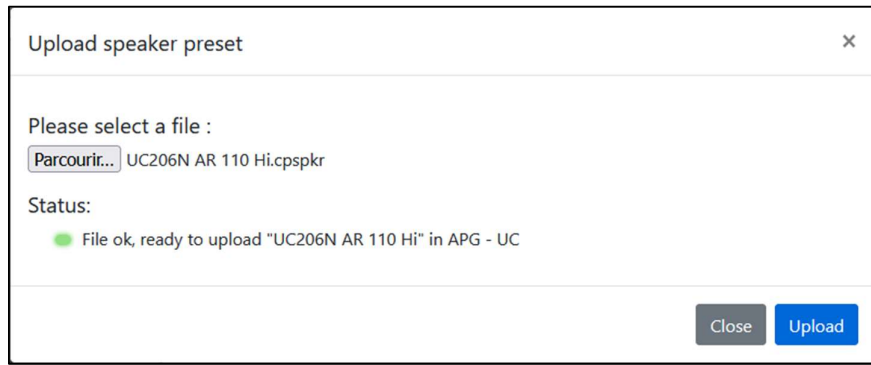 Upload speaker preset ×
Please select a file :
Parcourir... UC206N AR 110 Hi.cpspkr
Status:
File ok, ready to upload "UC206N AR 110 Hi" in APG - UC
Close Upload